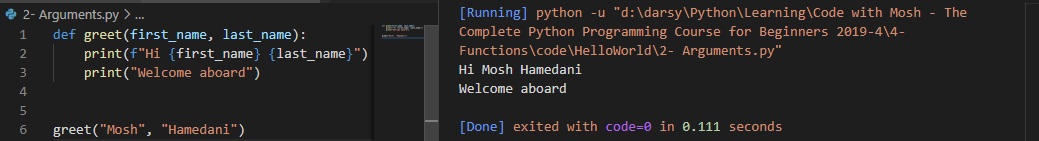 2- Arguments.py > ...
1 def greet(first_name, last_name):
2     print(f"Hi {first_name} {last_name}")
3     print("Welcome aboard")
4
5
6 greet("Mosh", "Hamedani")
[Running] python -u "d:\darsy\Python\Learning\Code with Mosh - The
Complete Python Programming Course for Beginners 2019-4\4-
Functions\code\HelloWorld\2- Arguments.py"
Hi Mosh Hamedani
Welcome aboard
[Done] exited with code=0 in 0.111 seconds